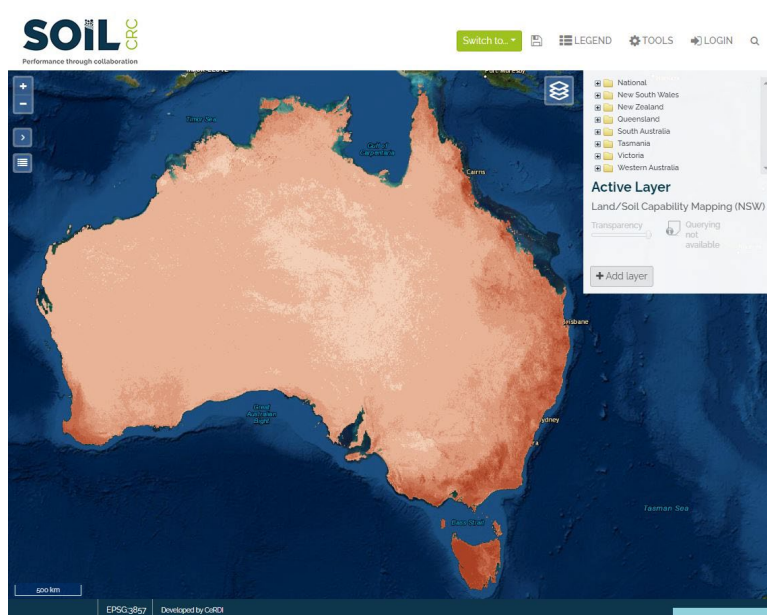 SOIL CRC
Performance through collaboration
Switch to...
LEGEND
TOOLS
LOGIN
National
New South Wales
New Zealand
Queensland
South Australia
Tasmania
Victoria
Western Australia
Active Layer
Land/Soil Capability Mapping (NSW)
Transparency
Querying
not
available
+ Add layer
Timor Sea
Gulf of
Carpentaria
Cairns
Brisbane
Great
Australian
Bight
Sydney
Bass Strait
Tasman Sea
500 km
EPSG:3857
Developed by CeRDI